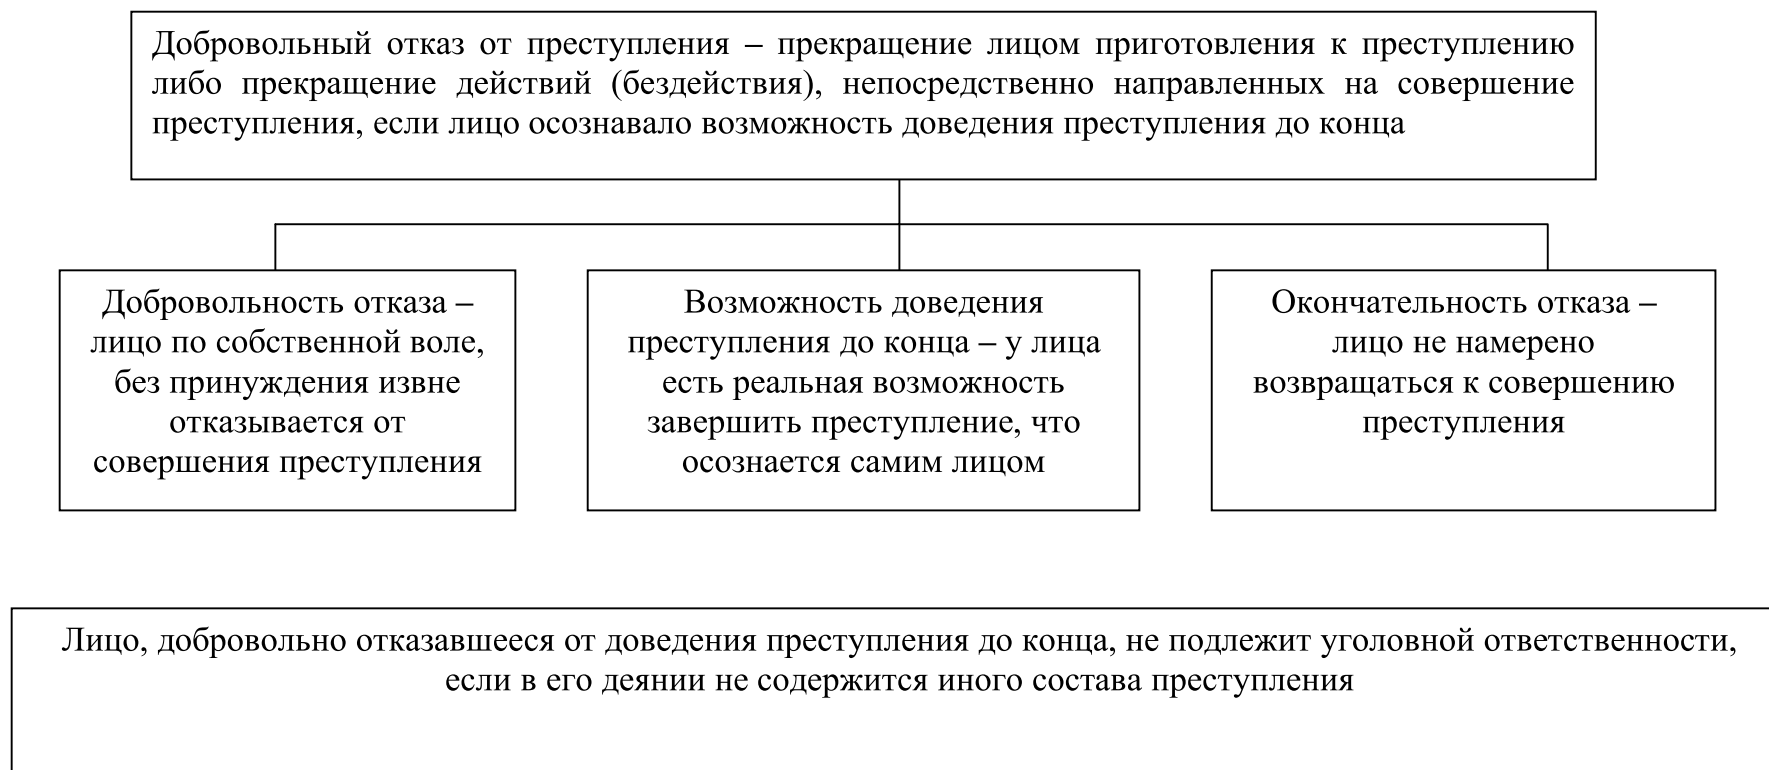 Добровольный отказ от преступления – прекращение лицом приготовления к преступлению
либо прекращение действий (бездействия), непосредственно направленных на совершение
преступления, если лицо осознавало возможность доведения преступления до конца
Добровольность отказа –
лицо по собственной воле,
без принуждения извне
отказывается от
совершения преступления
Возможность доведения
преступления до конца – у лица
есть реальная возможность
завершить преступление, что
осознается самим лицом
Окончательность отказа –
лицо не намерено
возвращаться к совершению
преступления
Лицо, добровольно отказавшееся от доведения преступления до конца, не подлежит уголовной ответственности,
если в его деянии не содержится иного состава преступления